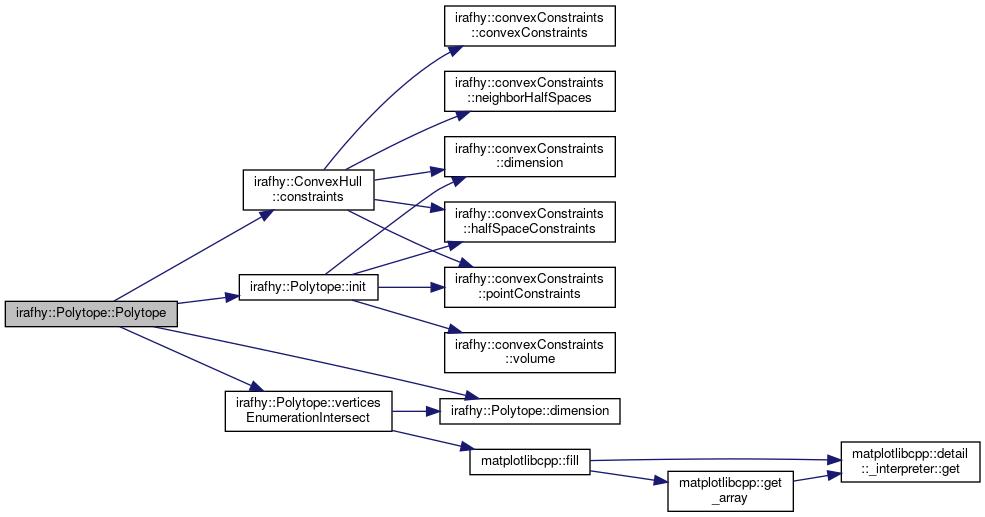 irafhy::convexConstraints
::convexConstraints
irafhy::convexConstraints
::neighborHalfSpaces
irafhy::convexConstraints
::dimension
irafhy::ConvexHull
::constraints
irafhy::convexConstraints
::halfSpaceConstraints
irafhy::Polytope::init
irafhy::convexConstraints
::pointConstraints
irafhy::Polytope::Polytope
irafhy::convexConstraints
::volume
irafhy::Polytope::vertices
EnumerationIntersect
irafhy::Polytope::dimension
matplotlibcpp::fill
matplotlibcpp::detail
::_interpreter::get
matplotlibcpp::get
_array